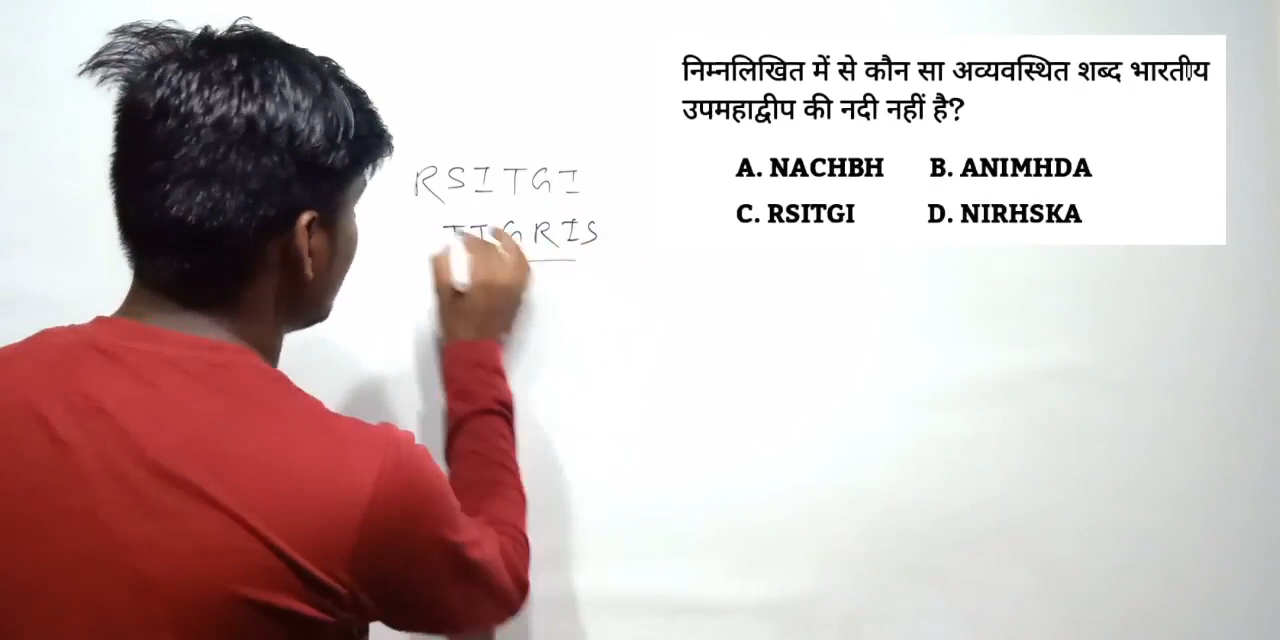 निम्नलिखित में से कौन सा अव्यवस्थित शब्द भारतीय
उपमहाद्वीप की नदी नहीं है?
A. NACHBH B. ANIMHDA
C. RSITGI D. NIRHSKA
RSITGI
TIGRIS